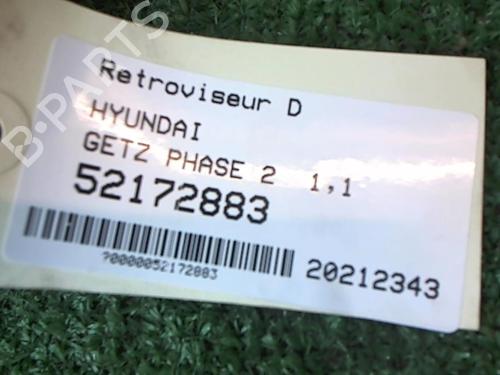 B-PARTS
Retroviseur D
HYUNDAI
GETZ PHASE 2 1,1
52172883
?0000052172883
20212343